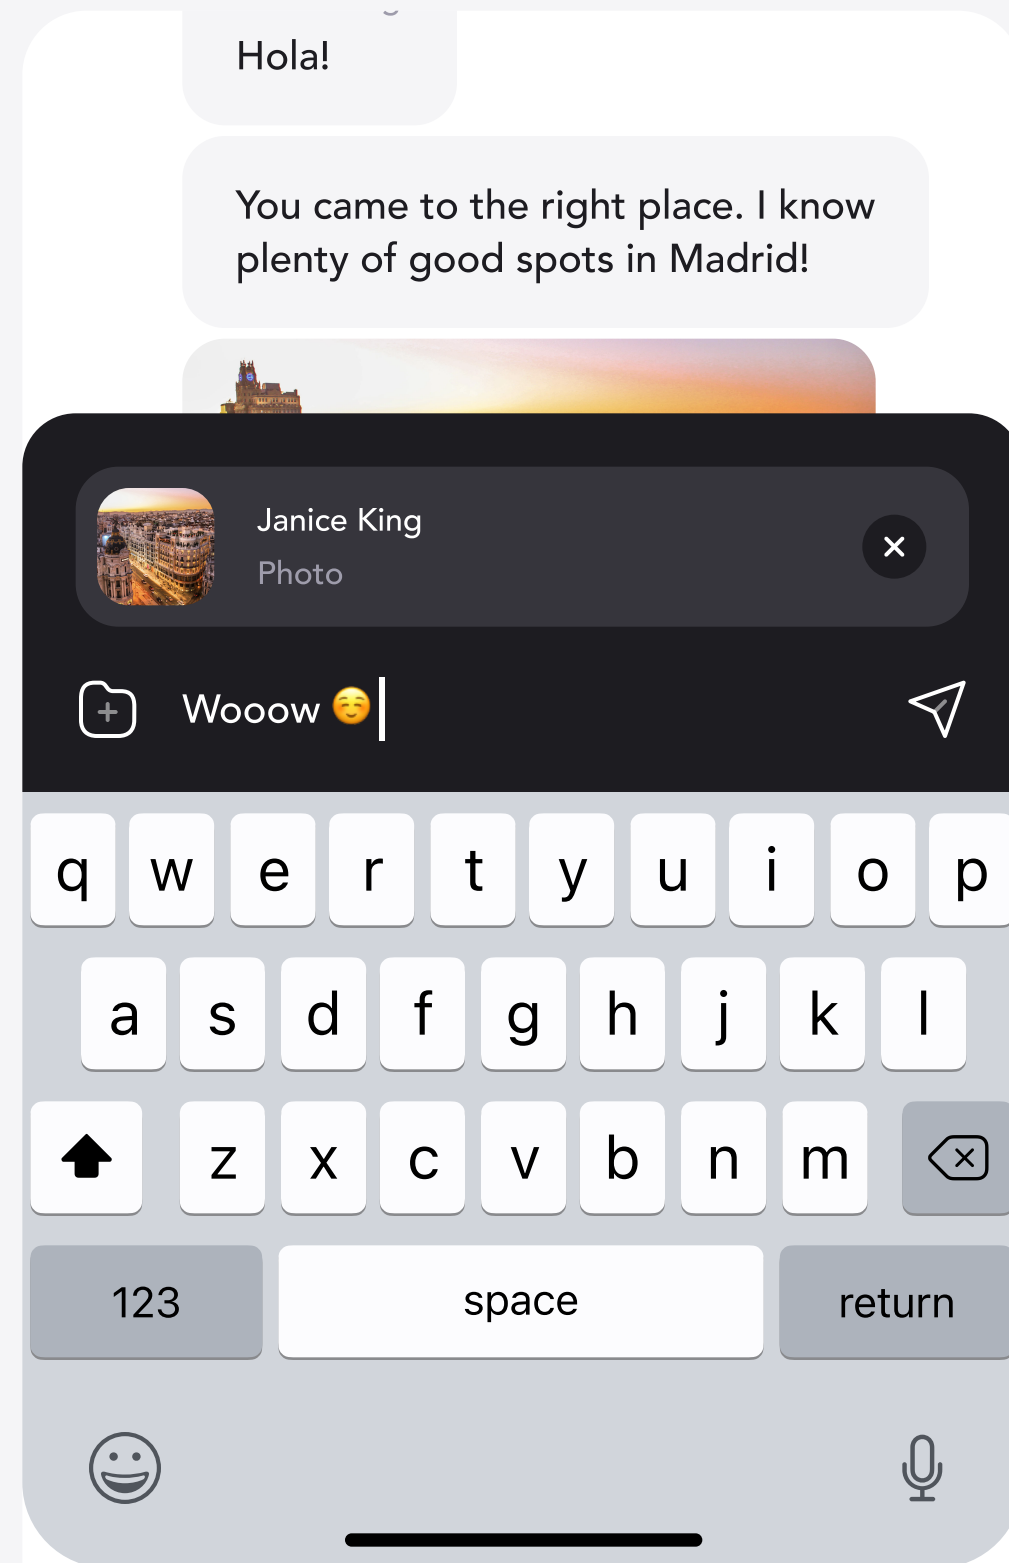 Hola!
You came to the right place. I know
plenty of good spots in Madrid!
Janice King
Photo
Wooow ☺️
q w e r t y u i o p
a s d f g h j k l
z x c v b n m
123 space return